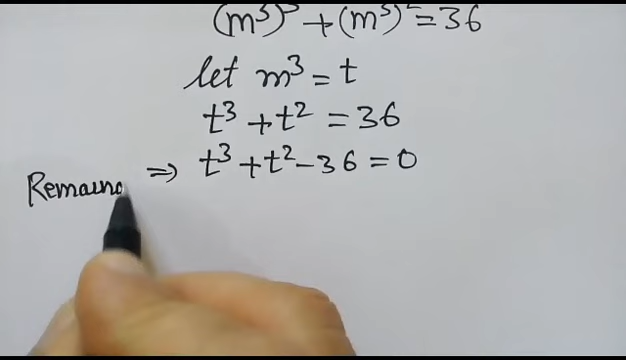 (m³)³ + (m³)² = 36
let m³ = t
t³ + t² = 36
⇒ t³ + t² - 36 = 0